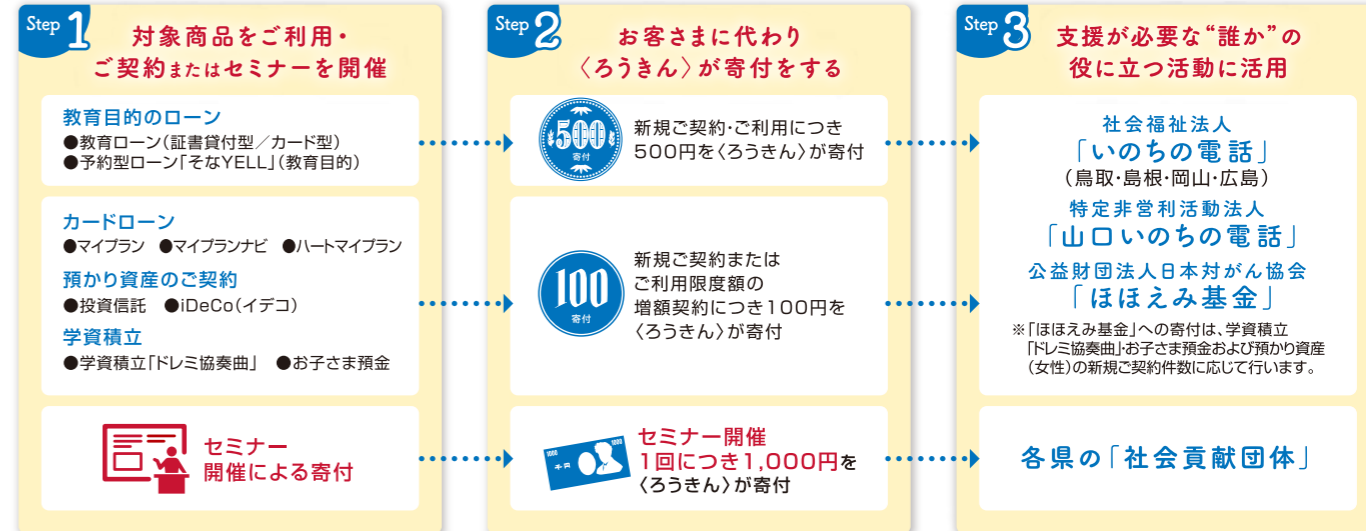 Step 1
対象商品をご利用・
ご契約またはセミナーを開催
教育目的のローン
●教育ローン（証書貸付型／カード型）
●予約型ローン「そなYELL」（教育目的）
カードローン
●マイプラン ●マイプランナビ ●ハートマイプラン
預かり資産のご契約
●投資信託 ●iDeCo（イデコ）
学資積立
●学資積立「ドレミ協奏曲」 ●お子さま預金
セミナー
開催による寄付
Step 2
お客さまに代わり
〈ろうきん〉が寄付をする
500
寄付
新規ご契約・ご利用につき
500円を〈ろうきん〉が寄付
100
寄付
新規ご契約または
ご利用限度額の
増額契約につき100円を
〈ろうきん〉が寄付
1000
1000
千円
セミナー開催
1回につき1,000円を
〈ろうきん〉が寄付
Step 3
支援が必要な“誰か”の
役に立つ活動に活用
社会福祉法人
「いのちの電話」
（鳥取・島根・岡山・広島）
特定非営利活動法人
「山口いのちの電話」
公益財団法人日本対がん協会
「ほほえみ基金」
※「ほほえみ基金」への寄付は、学資積立
「ドレミ協奏曲」・お子さま預金および預かり資産
（女性）の新規ご契約件数に応じて行います。
各県の「社会貢献団体」